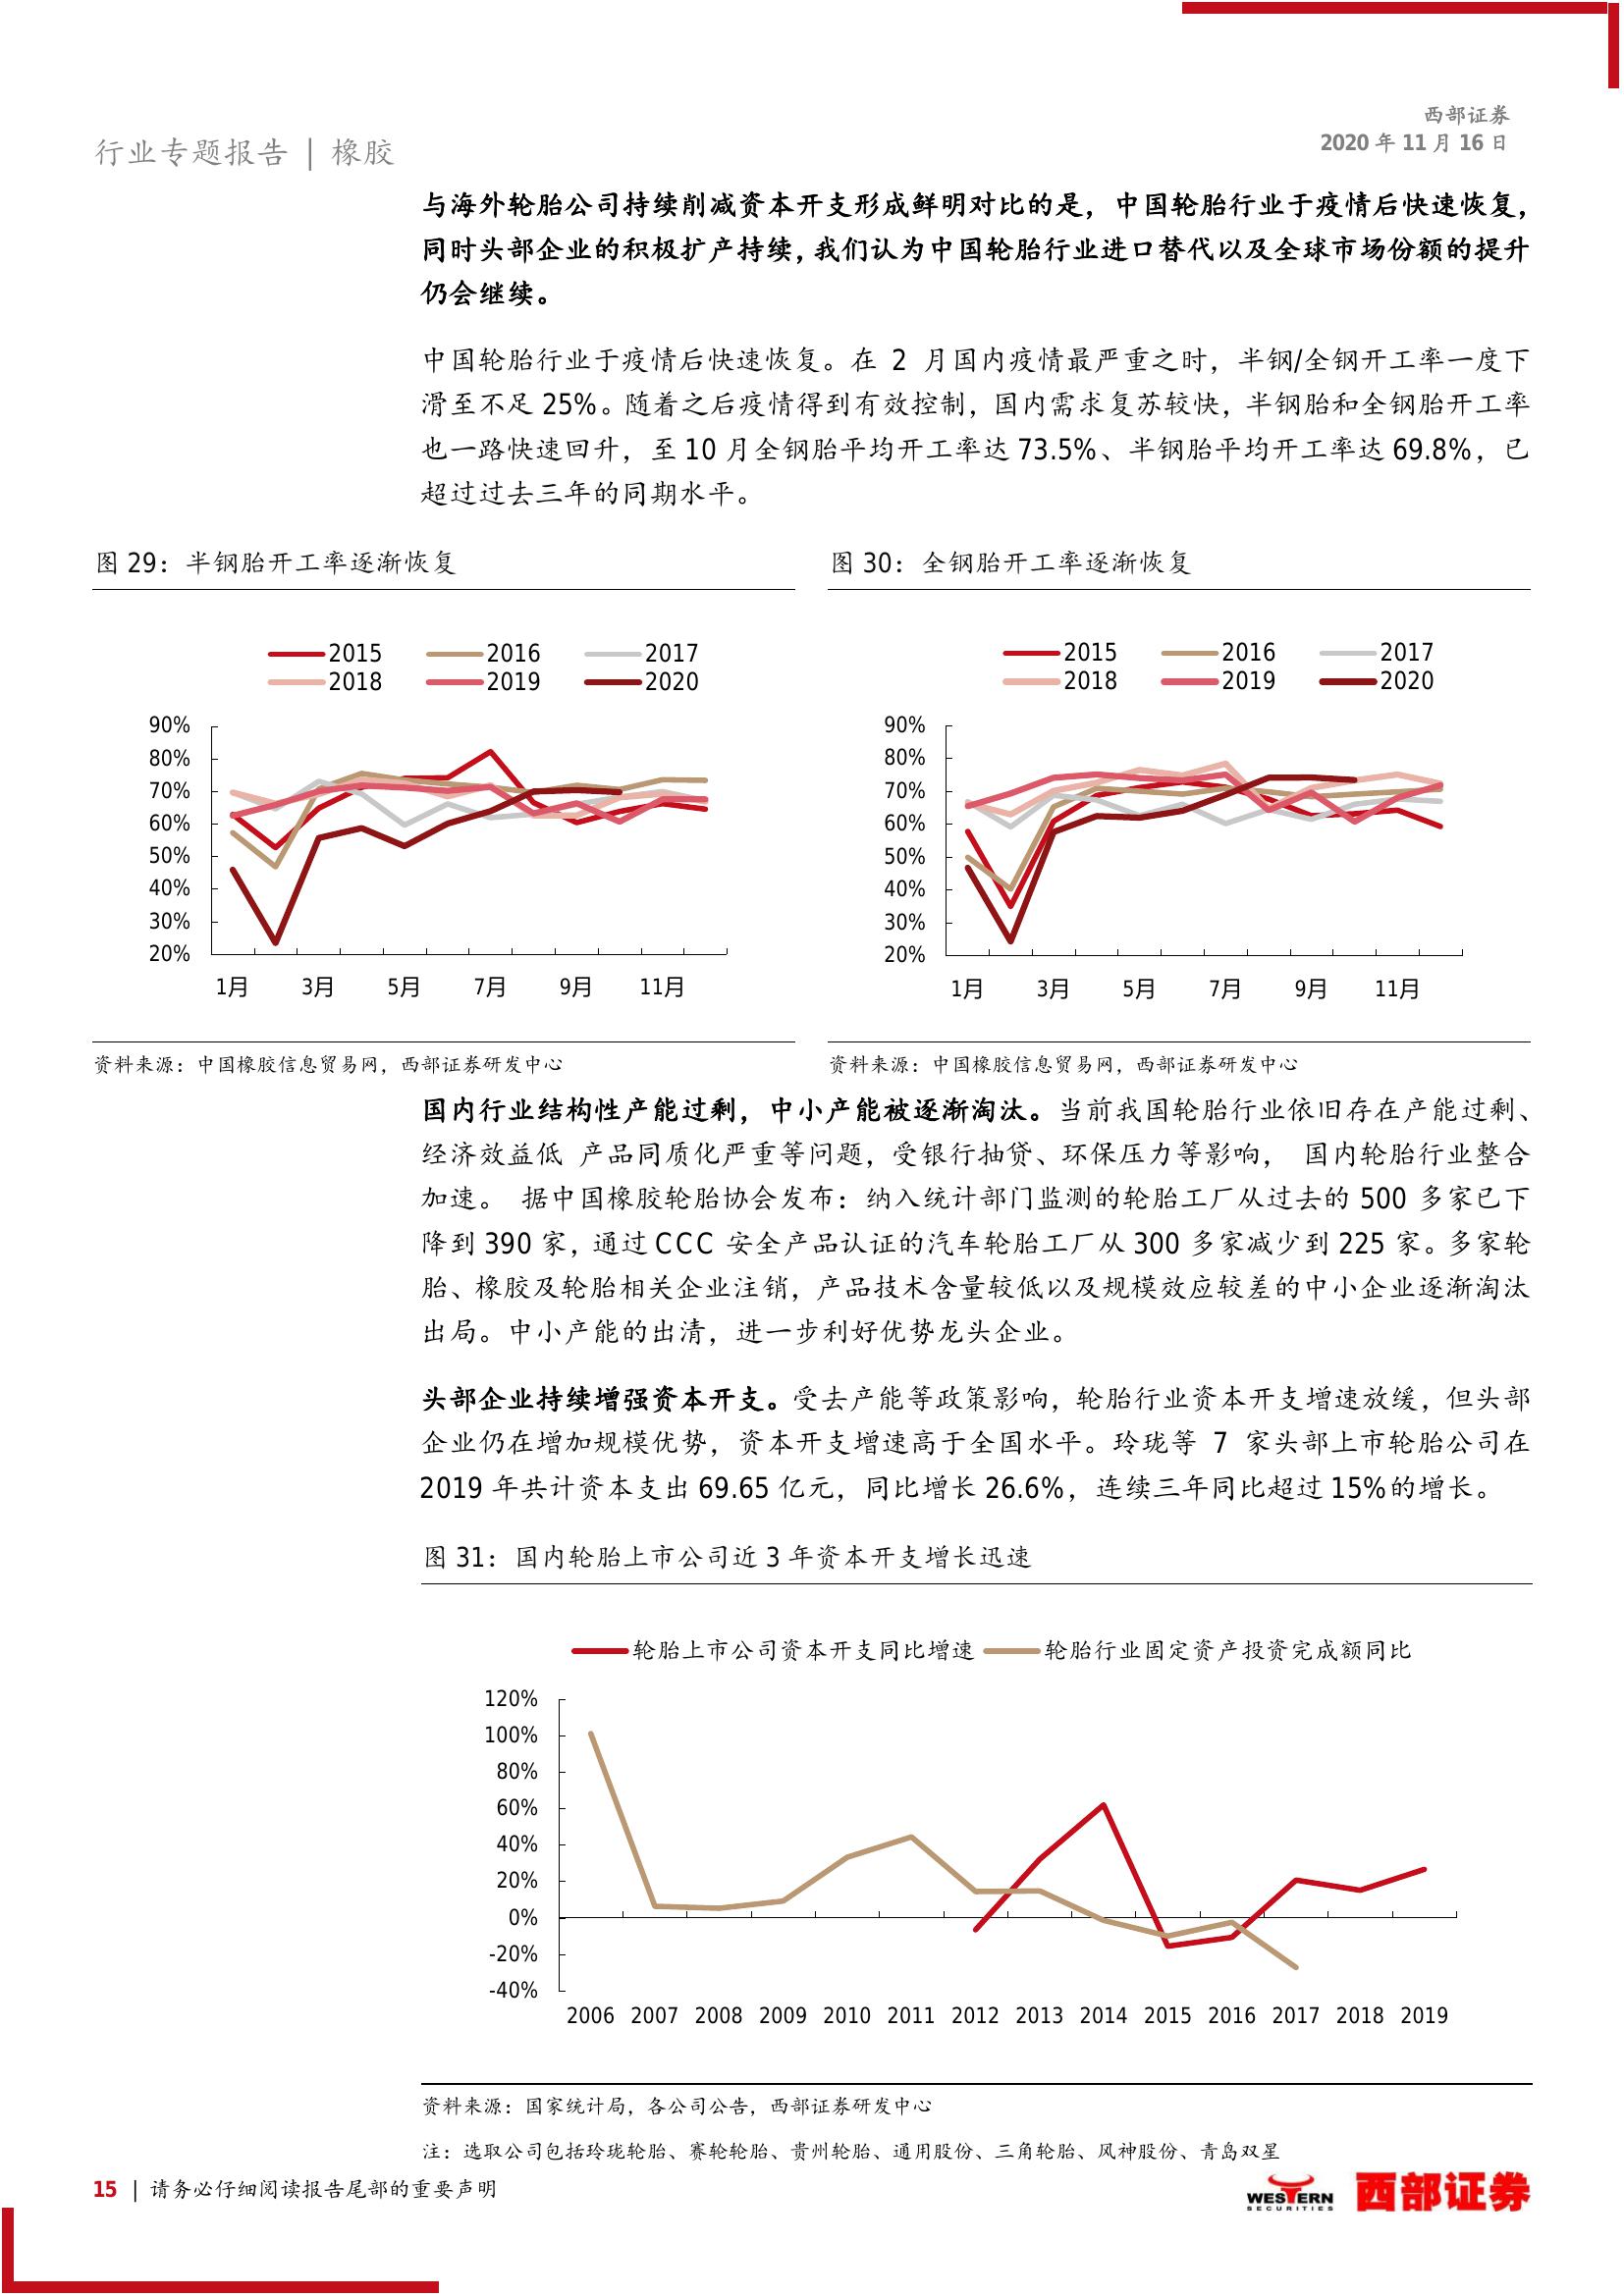 西部证券
2020 年 11 月 16 日
行业专题报告 | 橡胶
与海外轮胎公司持续削减资本开支形成鲜明对比的是，中国轮胎行业于疫情后快速恢复，
同时头部企业的积极扩产持续，我们认为中国轮胎行业进口替代以及全球市场份额的提升
仍会继续。
中国轮胎行业于疫情后快速恢复。在 2 月国内疫情最严重之时，半钢/全钢开工率一度下
滑至不足 25%。随着之后疫情得到有效控制，国内需求复苏较快，半钢胎和全钢胎开工率
也一路快速回升，至 10 月全钢胎平均开工率达 73.5%、半钢胎平均开工率达 69.8%，已
超过过去三年的同期水平。
图 29：半钢胎开工率逐渐恢复
2015 2016 2017
2018 2019 2020
90%
80%
70%
60%
50%
40%
30%
20%
1月 3月 5月 7月 9月 11月
资料来源：中国橡胶信息贸易网，西部证券研发中心
图 30：全钢胎开工率逐渐恢复
2015 2016 2017
2018 2019 2020
90%
80%
70%
60%
50%
40%
30%
20%
1月 3月 5月 7月 9月 11月
资料来源：中国橡胶信息贸易网，西部证券研发中心
国内行业结构性产能过剩，中小产能被逐渐淘汰。当前我国轮胎行业依旧存在产能过剩、
经济效益低 产品同质化严重等问题，受银行抽贷、环保压力等影响， 国内轮胎行业整合
加速。 据中国橡胶轮胎协会发布：纳入统计部门监测的轮胎工厂从过去的 500 多家已下
降到 390 家，通过 CCC 安全产品认证的汽车轮胎工厂从 300 多家减少到 225 家。多家轮
胎、橡胶及轮胎相关企业注销，产品技术含量较低以及规模效应较差的中小企业逐渐淘汰
出局。中小产能的出清，进一步利好优势龙头企业。
头部企业持续增强资本开支。受去产能等政策影响，轮胎行业资本开支增速放缓，但头部
企业仍在增加规模优势，资本开支增速高于全国水平。玲珑等 7 家头部上市轮胎公司在
2019 年共计资本支出 69.65 亿元，同比增长 26.6%，连续三年同比超过 15%的增长。
图 31：国内轮胎上市公司近 3 年资本开支增长迅速
轮胎上市公司资本开支同比增速 轮胎行业固定资产投资完成额同比
120%
100%
80%
60%
40%
20%
0%
-20%
-40%
2006 2007 2008 2009 2010 2011 2012 2013 2014 2015 2016 2017 2018 2019
资料来源：国家统计局，各公司公告，西部证券研发中心
注：选取公司包括玲珑轮胎、赛轮轮胎、贵州轮胎、通用股份、三角轮胎、风神股份、青岛双星
15 | 请务必仔细阅读报告尾部的重要声明
WESTERN
SECURITIES
西部证券